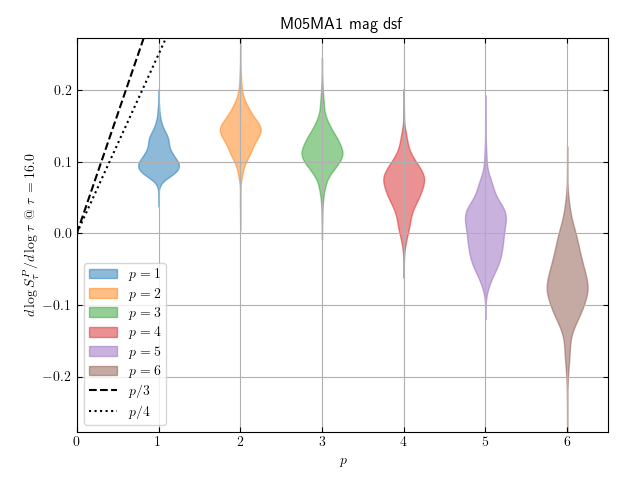 M05MA1 mag dsf
d log S_τ^P / d log τ @ τ = 16.0
0.2
0.1
0.0
−0.1
−0.2
p = 1
p = 2
p = 3
p = 4
p = 5
p = 6
p/3
p/4
0 1 2 3 4 5 6
p